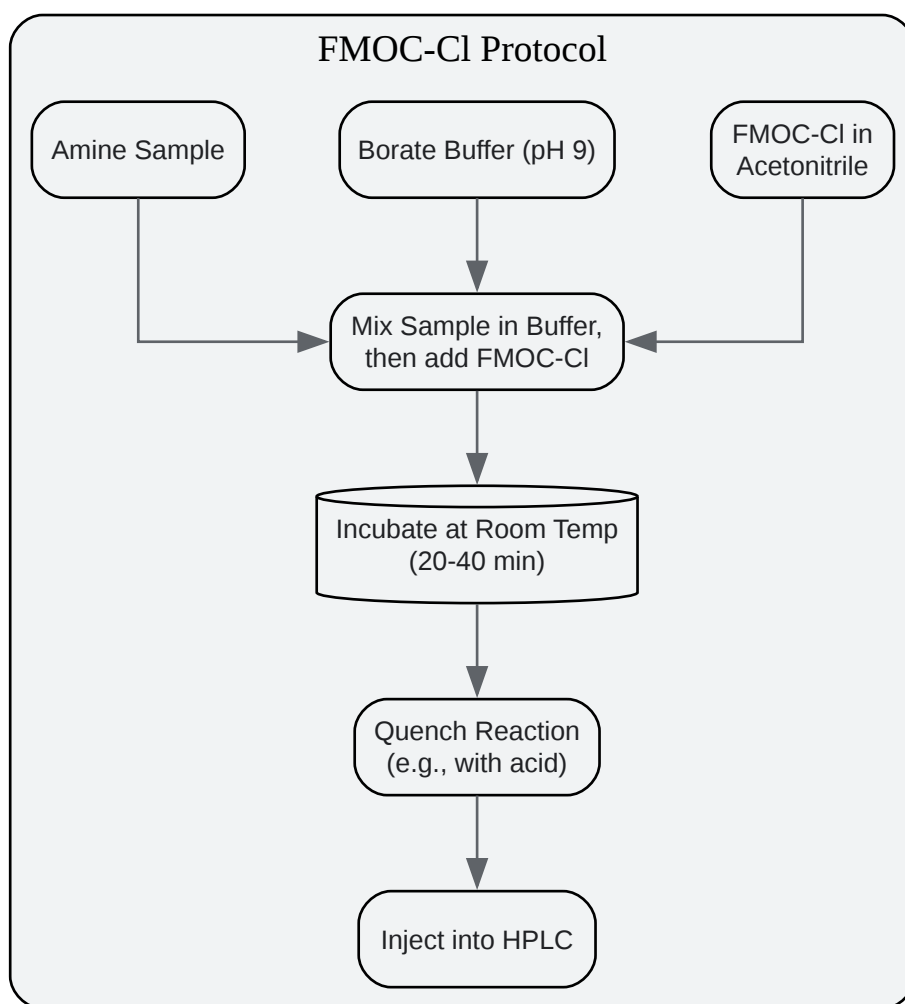 FMOC-Cl Protocol
Amine Sample
Borate Buffer (pH 9)
FMOC-Cl in
Acetonitrile
Mix Sample in Buffer,
then add FMOC-Cl
Incubate at Room Temp
(20-40 min)
Quench Reaction
(e.g., with acid)
Inject into HPLC